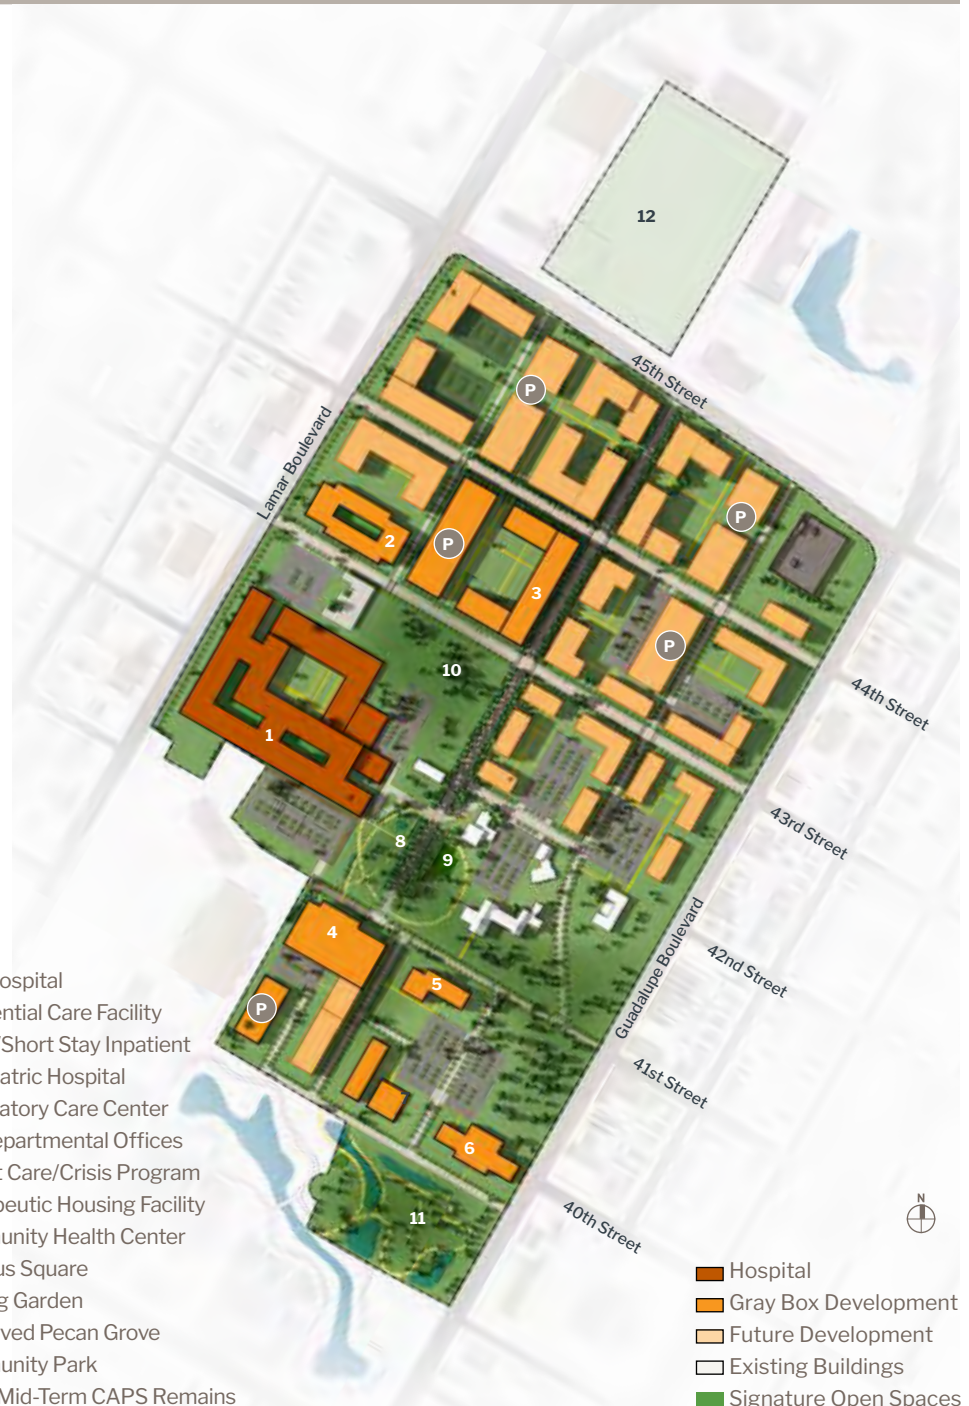 12
45th Street
P
Lamar Boulevard
P
2
P
3
P
10
44th Street
1
43rd Street
8
9
4
42nd Street
Guadalupe Boulevard
5
P
41st Street
6
11
40th Street
N
ospital
ential Care Facility
/Short Stay Inpatient
atric Hospital
atory Care Center
epartmental Offices
t Care/Crisis Program
peutic Housing Facility
unity Health Center
us Square
g Garden
ved Pecan Grove
unity Park
Mid-Term CAPS Remains
Hospital
Gray Box Development
Future Development
Existing Buildings
Signature Open Spaces